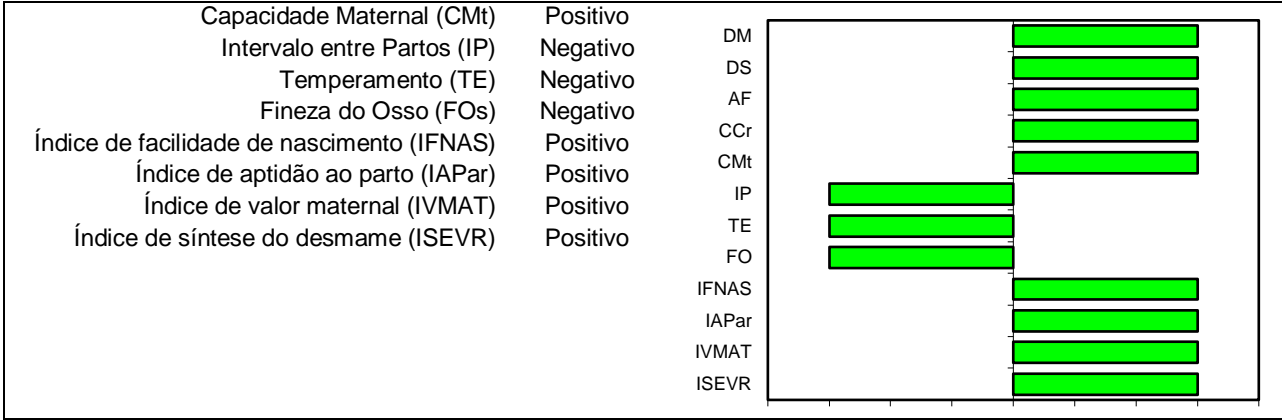 Capacidade Maternal (CMt) Positivo
Intervalo entre Partos (IP) Negativo
Temperamento (TE) Negativo
Fineza do Osso (FOs) Negativo
Índice de facilidade de nascimento (IFNAS) Positivo
Índice de aptidão ao parto (IAPar) Positivo
Índice de valor maternal (IVMAT) Positivo
Índice de síntese do desmame (ISEVR) Positivo
DM
DS
AF
CCr
CMt
IP
TE
FO
IFNAS
IAPar
IVMAT
ISEVR